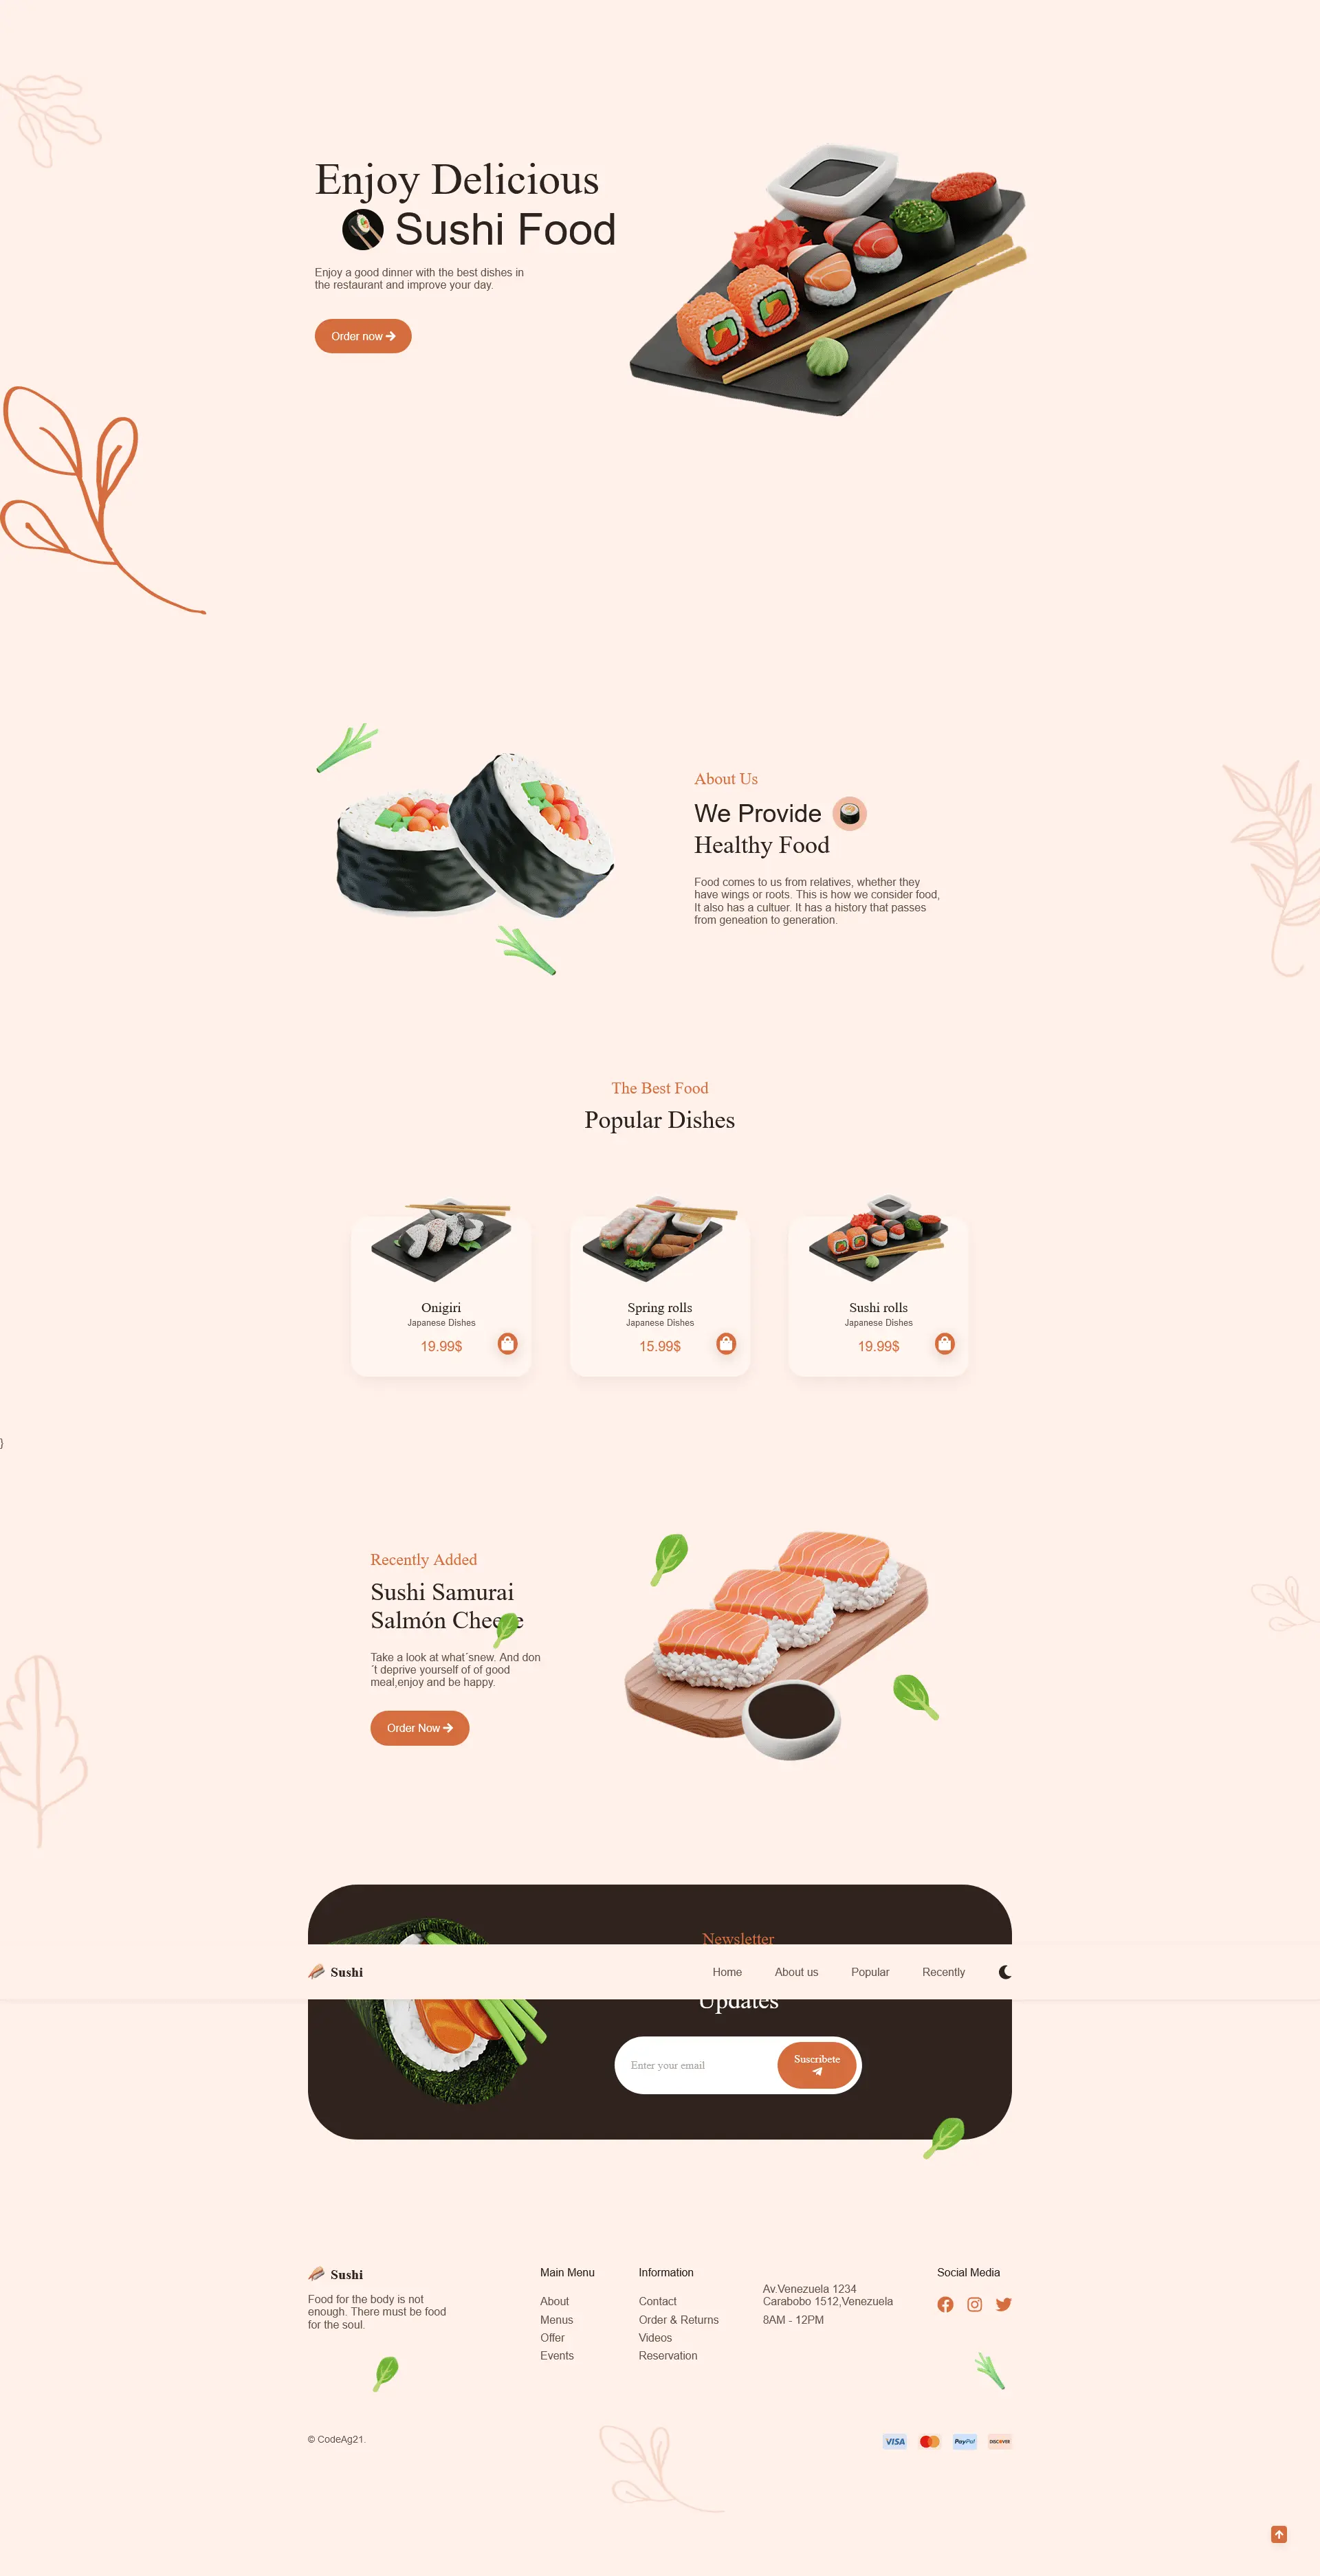 Enjoy Delicious
Sushi Food
Enjoy a good dinner with the best dishes in
the restaurant and improve your day.
Order now
About Us
We Provide
Healthy Food
Food comes to us from relatives, whether they
have wings or roots. This is how we consider food,
It also has a cultuer. It has a history that passes
from geneation to generation.
The Best Food
Popular Dishes
Onigiri
Japanese Dishes
19.99$
Spring rolls
Japanese Dishes
15.99$
Sushi rolls
Japanese Dishes
19.99$
}
Recently Added
Sushi Samurai
Salmón Cheese
Take a look at what´snew. And don
´t deprive yourself of of good
meal,enjoy and be happy.
Order Now
Newsletter
Sushi
Home
About us
Popular
Recently
Updates
Enter your email
Suscribete
Sushi
Food for the body is not
enough. There must be food
for the soul.
Main Menu
About
Menus
Offer
Events
Information
Contact
Order & Returns
Videos
Reservation
Av.Venezuela 1234
Carabobo 1512,Venezuela
8AM - 12PM
Social Media
© CodeAg21.
VISA
PayPal
DISCOVER